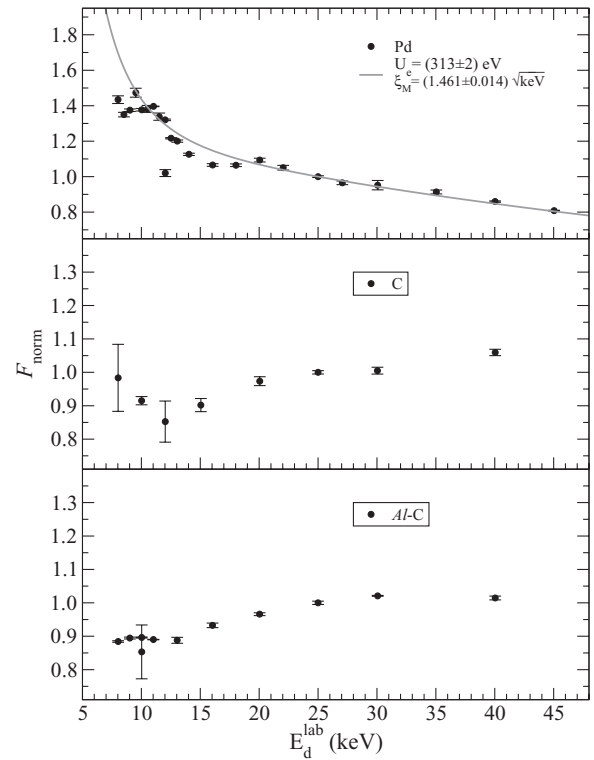 1.8
1.6
1.4
1.2
1.0
0.8
Pd
U_e = (313±2) eV
ξ_M = (1.461±0.014) √keV
F_norm
1.3
1.2
1.1
1.0
0.9
0.8
C
1.3
1.2
1.1
1.0
0.9
0.8
Al-C
5 10 15 20 25 30 35 40 45
E_d^lab (keV)